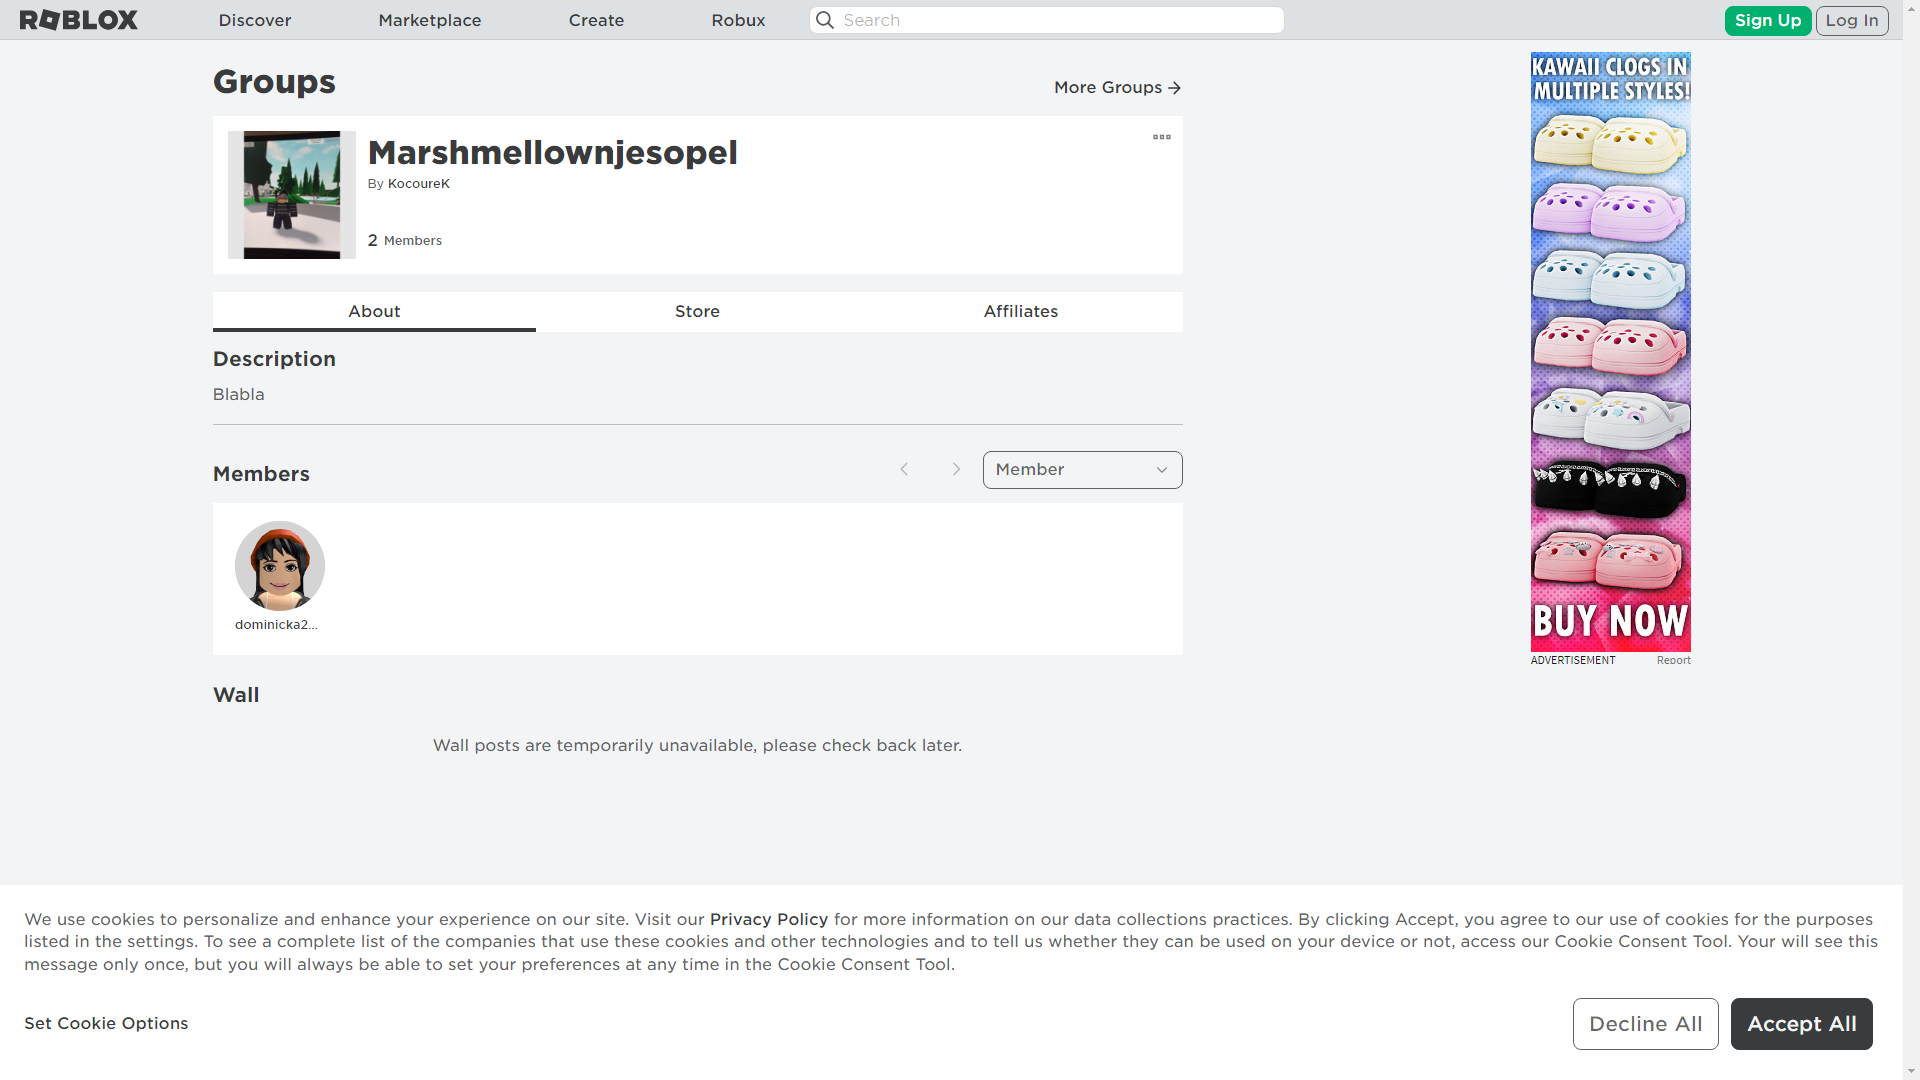 ROBLOX
Discover
Marketplace
Create
Robux
Search
Sign Up
Log In
Groups
More Groups
Marshmellownjesopel
By KocoureK
2 Members
About
Store
Affiliates
Description
Blabla
Members
Member
dominicka2...
Wall
Wall posts are temporarily unavailable, please check back later.
KAWAII CLOGS IN
MULTIPLE STYLES!
BUY NOW
ADVERTISEMENT
Report
We use cookies to personalize and enhance your experience on our site. Visit our Privacy Policy for more information on our data collections practices. By clicking Accept, you agree to our use of cookies for the purposes
listed in the settings. To see a complete list of the companies that use these cookies and other technologies and to tell us whether they can be used on your device or not, access our Cookie Consent Tool. Your will see this
message only once, but you will always be able to set your preferences at any time in the Cookie Consent Tool.
Set Cookie Options
Decline All
Accept All